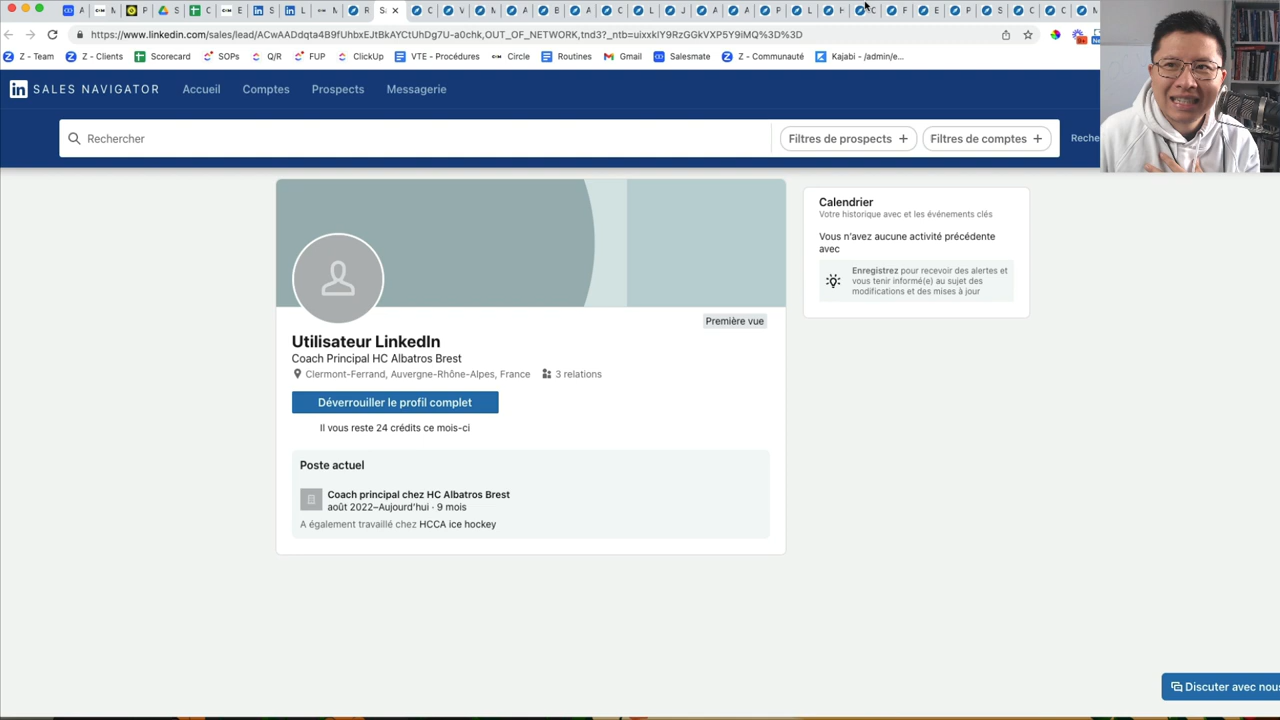 https://www.linkedin.com/sales/lead/ACwAADdqta4B9fUhbxEJtBkAYCtUhDg7U-a0chk,OUT_OF_NETWORK,tnd3?_ntb=uixxklY9RzGGkVXP5Y9iMQ%3D%3D
Z - Team Z - Clients Scorecard SOPs Q/R FUP ClickUp VTE - Procédures Circle Routines Gmail Salesmate Z - Communauté Kajabi - /admin/e...
in SALES NAVIGATOR Accueil Comptes Prospects Messagerie
Rechercher Filtres de prospects + Filtres de comptes + Reche
Calendrier
Votre historique avec et les événements clés
Vous n'avez aucune activité précédente
avec
Enregistrez pour recevoir des alertes et
vous tenir informé(e) au sujet des
modifications et des mises à jour
Première vue
Utilisateur LinkedIn
Coach Principal HC Albatros Brest
Clermont-Ferrand, Auvergne-Rhône-Alpes, France 3 relations
Déverrouiller le profil complet
Il vous reste 24 crédits ce mois-ci
Poste actuel
Coach principal chez HC Albatros Brest
août 2022–Aujourd'hui · 9 mois
A également travaillé chez HCCA ice hockey
Discuter avec nous